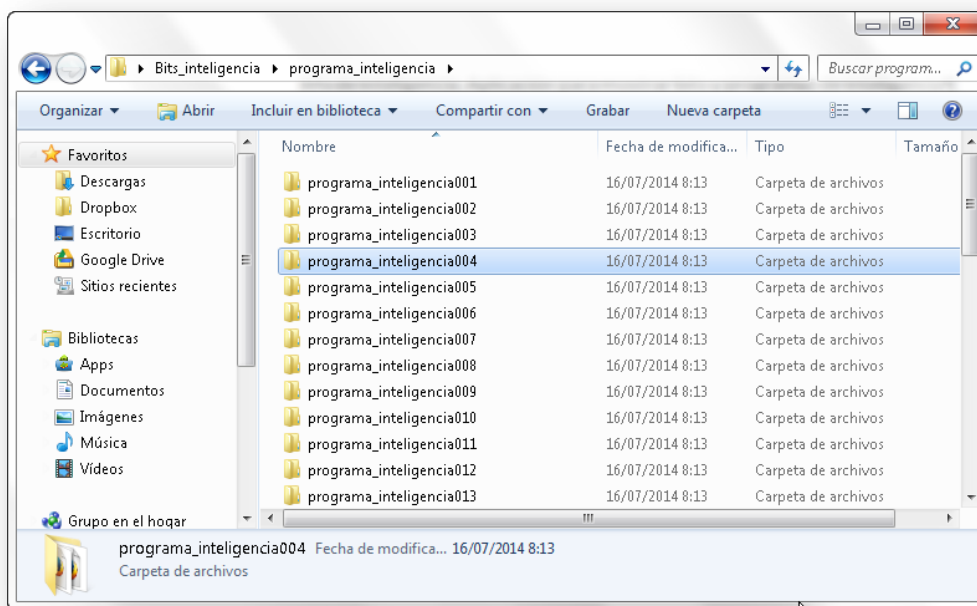 Bits_inteligencia programa_inteligencia Buscar program...
Organizar Abrir Incluir en biblioteca Compartir con Grabar Nueva carpeta
Favoritos
Descargas
Dropbox
Escritorio
Google Drive
Sitios recientes
Bibliotecas
Apps
Documentos
Imágenes
Música
Vídeos
Grupo en el hogar
Nombre Fecha de modifica... Tipo Tamaño
programa_inteligencia001 16/07/2014 8:13 Carpeta de archivos
programa_inteligencia002 16/07/2014 8:13 Carpeta de archivos
programa_inteligencia003 16/07/2014 8:13 Carpeta de archivos
programa_inteligencia004 16/07/2014 8:13 Carpeta de archivos
programa_inteligencia005 16/07/2014 8:13 Carpeta de archivos
programa_inteligencia006 16/07/2014 8:13 Carpeta de archivos
programa_inteligencia007 16/07/2014 8:13 Carpeta de archivos
programa_inteligencia008 16/07/2014 8:13 Carpeta de archivos
programa_inteligencia009 16/07/2014 8:13 Carpeta de archivos
programa_inteligencia010 16/07/2014 8:13 Carpeta de archivos
programa_inteligencia011 16/07/2014 8:13 Carpeta de archivos
programa_inteligencia012 16/07/2014 8:13 Carpeta de archivos
programa_inteligencia013 16/07/2014 8:13 Carpeta de archivos
programa_inteligencia004 Fecha de modifica... 16/07/2014 8:13
Carpeta de archivos